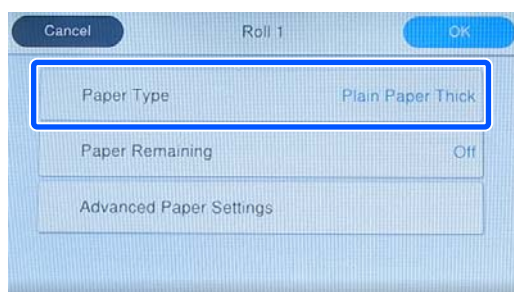 Cancel Roll 1 OK
Paper Type Plain Paper Thick
Paper Remaining Off
Advanced Paper Settings